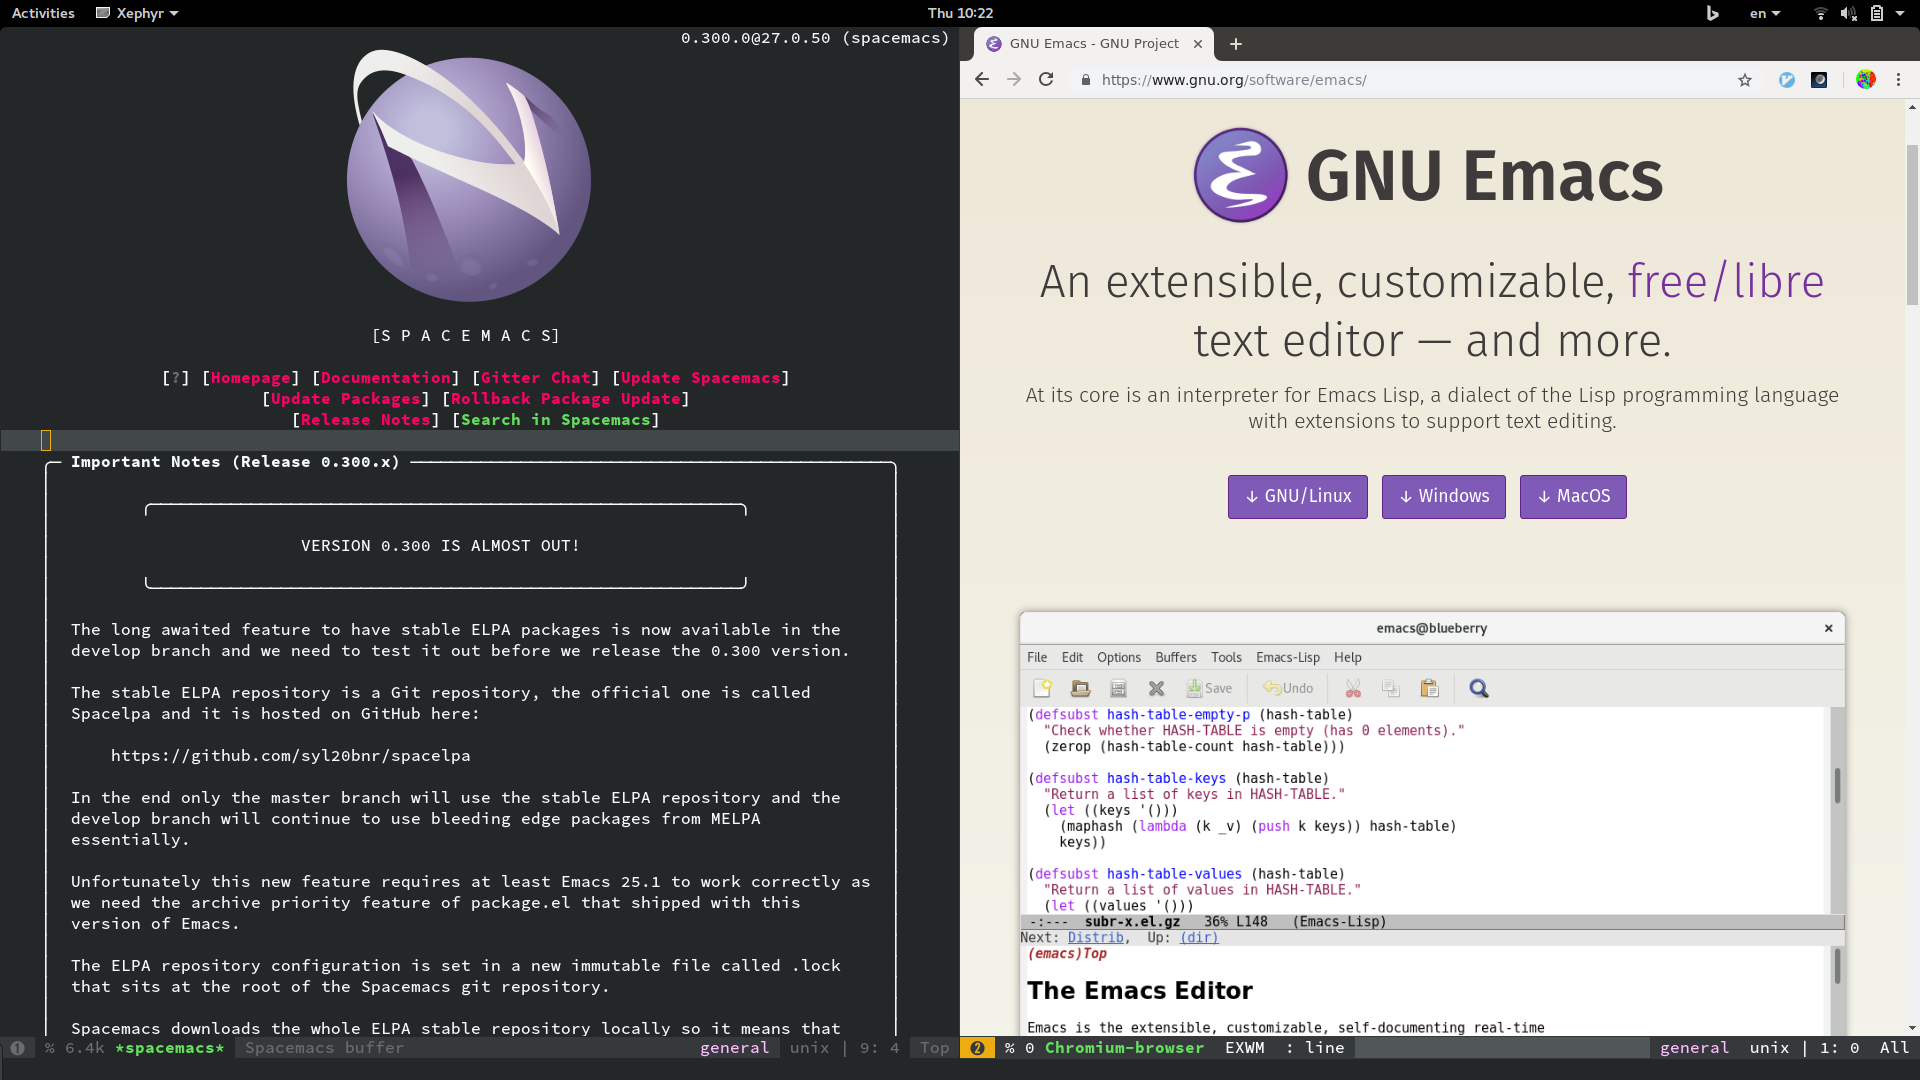 Activities Xephyr Thu 10:22 en
0.300.0@27.0.50 (spacemacs)
[S P A C E M A C S]
[?] [Homepage] [Documentation] [Gitter Chat] [Update Spacemacs]
[Update Packages] [Rollback Package Update]
[Release Notes] [Search in Spacemacs]
Important Notes (Release 0.300.x)
VERSION 0.300 IS ALMOST OUT!
The long awaited feature to have stable ELPA packages is now available in the
develop branch and we need to test it out before we release the 0.300 version.
The stable ELPA repository is a Git repository, the official one is called
Spacelpa and it is hosted on GitHub here:
https://github.com/syl20bnr/spacelpa
In the end only the master branch will use the stable ELPA repository and the
develop branch will continue to use bleeding edge packages from MELPA
essentially.
Unfortunately this new feature requires at least Emacs 25.1 to work correctly as
we need the archive priority feature of package.el that shipped with this
version of Emacs.
The ELPA repository configuration is set in a new immutable file called .lock
that sits at the root of the Spacemacs git repository.
Spacemacs downloads the whole ELPA stable repository locally so it means that
1 % 6.4k *spacemacs* Spacemacs buffer general unix | 9: 4 Top
GNU Emacs - GNU Project × +
https://www.gnu.org/software/emacs/
GNU Emacs
An extensible, customizable, free/libre
text editor — and more.
At its core is an interpreter for Emacs Lisp, a dialect of the Lisp programming language
with extensions to support text editing.
↓ GNU/Linux ↓ Windows ↓ MacOS
emacs@blueberry ×
File Edit Options Buffers Tools Emacs-Lisp Help
Save Undo
(defsubst hash-table-empty-p (hash-table)
"Check whether HASH-TABLE is empty (has 0 elements)."
(zerop (hash-table-count hash-table)))
(defsubst hash-table-keys (hash-table)
"Return a list of keys in HASH-TABLE."
(let ((keys '()))
(maphash (lambda (k _v) (push k keys)) hash-table)
keys))
(defsubst hash-table-values (hash-table)
"Return a list of values in HASH-TABLE."
(let ((values '()))
-:--- subr-x.el.gz 36% L148 (Emacs-Lisp)
Next: Distrib, Up: (dir)
(emacs)Top
The Emacs Editor
Emacs is the extensible, customizable, self-documenting real-time
2 % 0 Chromium-browser EXWM : line general unix | 1: 0 All